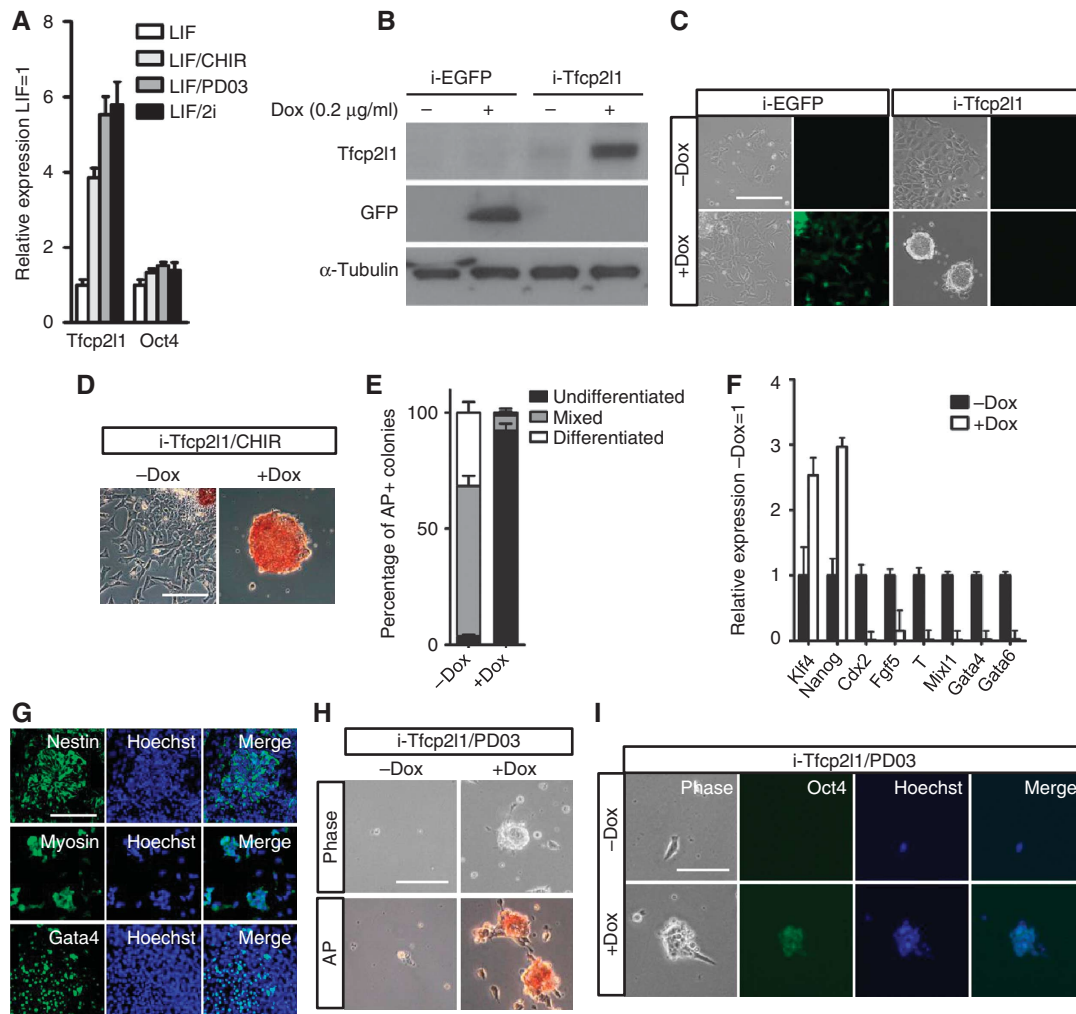 A
Relative expression LIF=1
8
6
4
2
0
LIF
LIF/CHIR
LIF/PD03
LIF/2i
Tfcp2l1 Oct4
B
i-EGFP i-Tfcp2l1
Dox (0.2 µg/ml) – + – +
Tfcp2l1
GFP
α-Tubulin
C
i-EGFP i-Tfcp2l1
–Dox
+Dox
D
i-Tfcp2l1/CHIR
–Dox +Dox
E
Percentage of AP+ colonies
100
50
0
Undifferentiated
Mixed
Differentiated
–Dox +Dox
F
Relative expression –Dox=1
4
3
2
1
0
–Dox
+Dox
Klf4 Nanog Cdx2 Fgf5 T Mixl1 Gata4 Gata6
G
Nestin Hoechst Merge
Myosin Hoechst Merge
Gata4 Hoechst Merge
H
i-Tfcp2l1/PD03
–Dox +Dox
Phase
AP
I
i-Tfcp2l1/PD03
Phase Oct4 Hoechst Merge
–Dox
+Dox